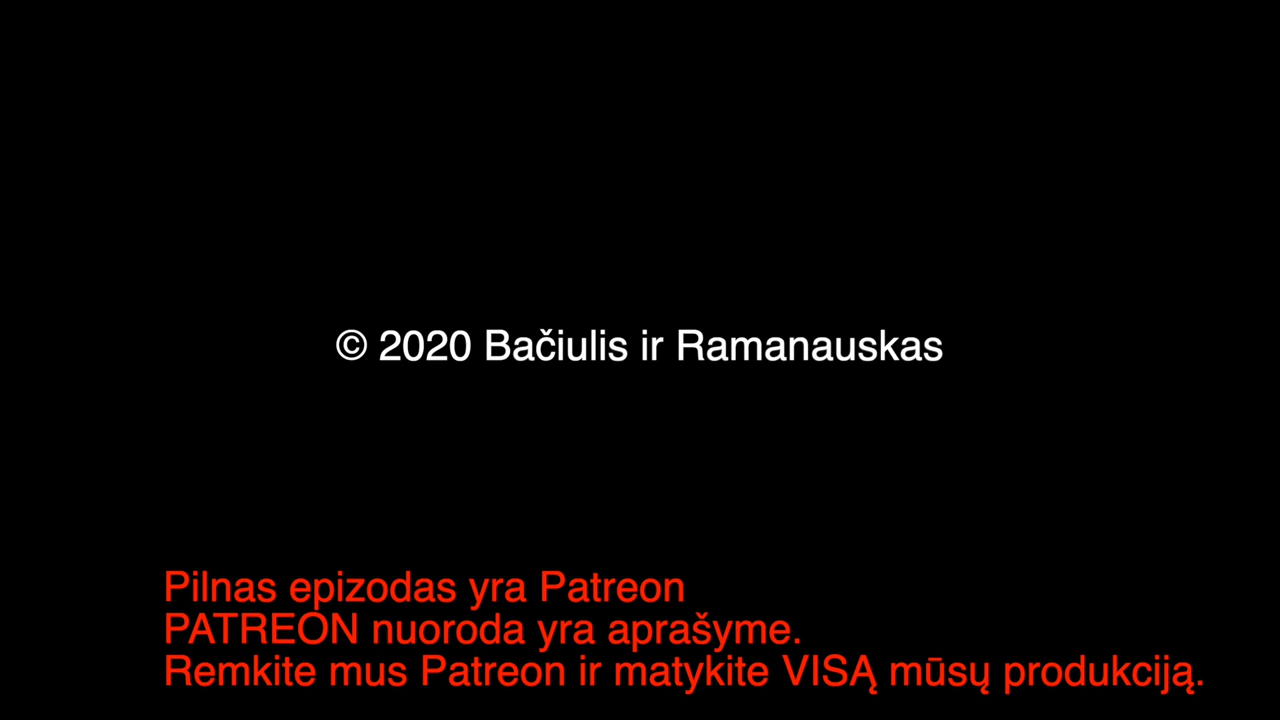 © 2020 Bačiulis ir Ramanauskas
Pilnas epizodas yra Patreon
PATREON nuoroda yra aprašyme.
Remkite mus Patreon ir matykite VISĄ mūsų produkciją.